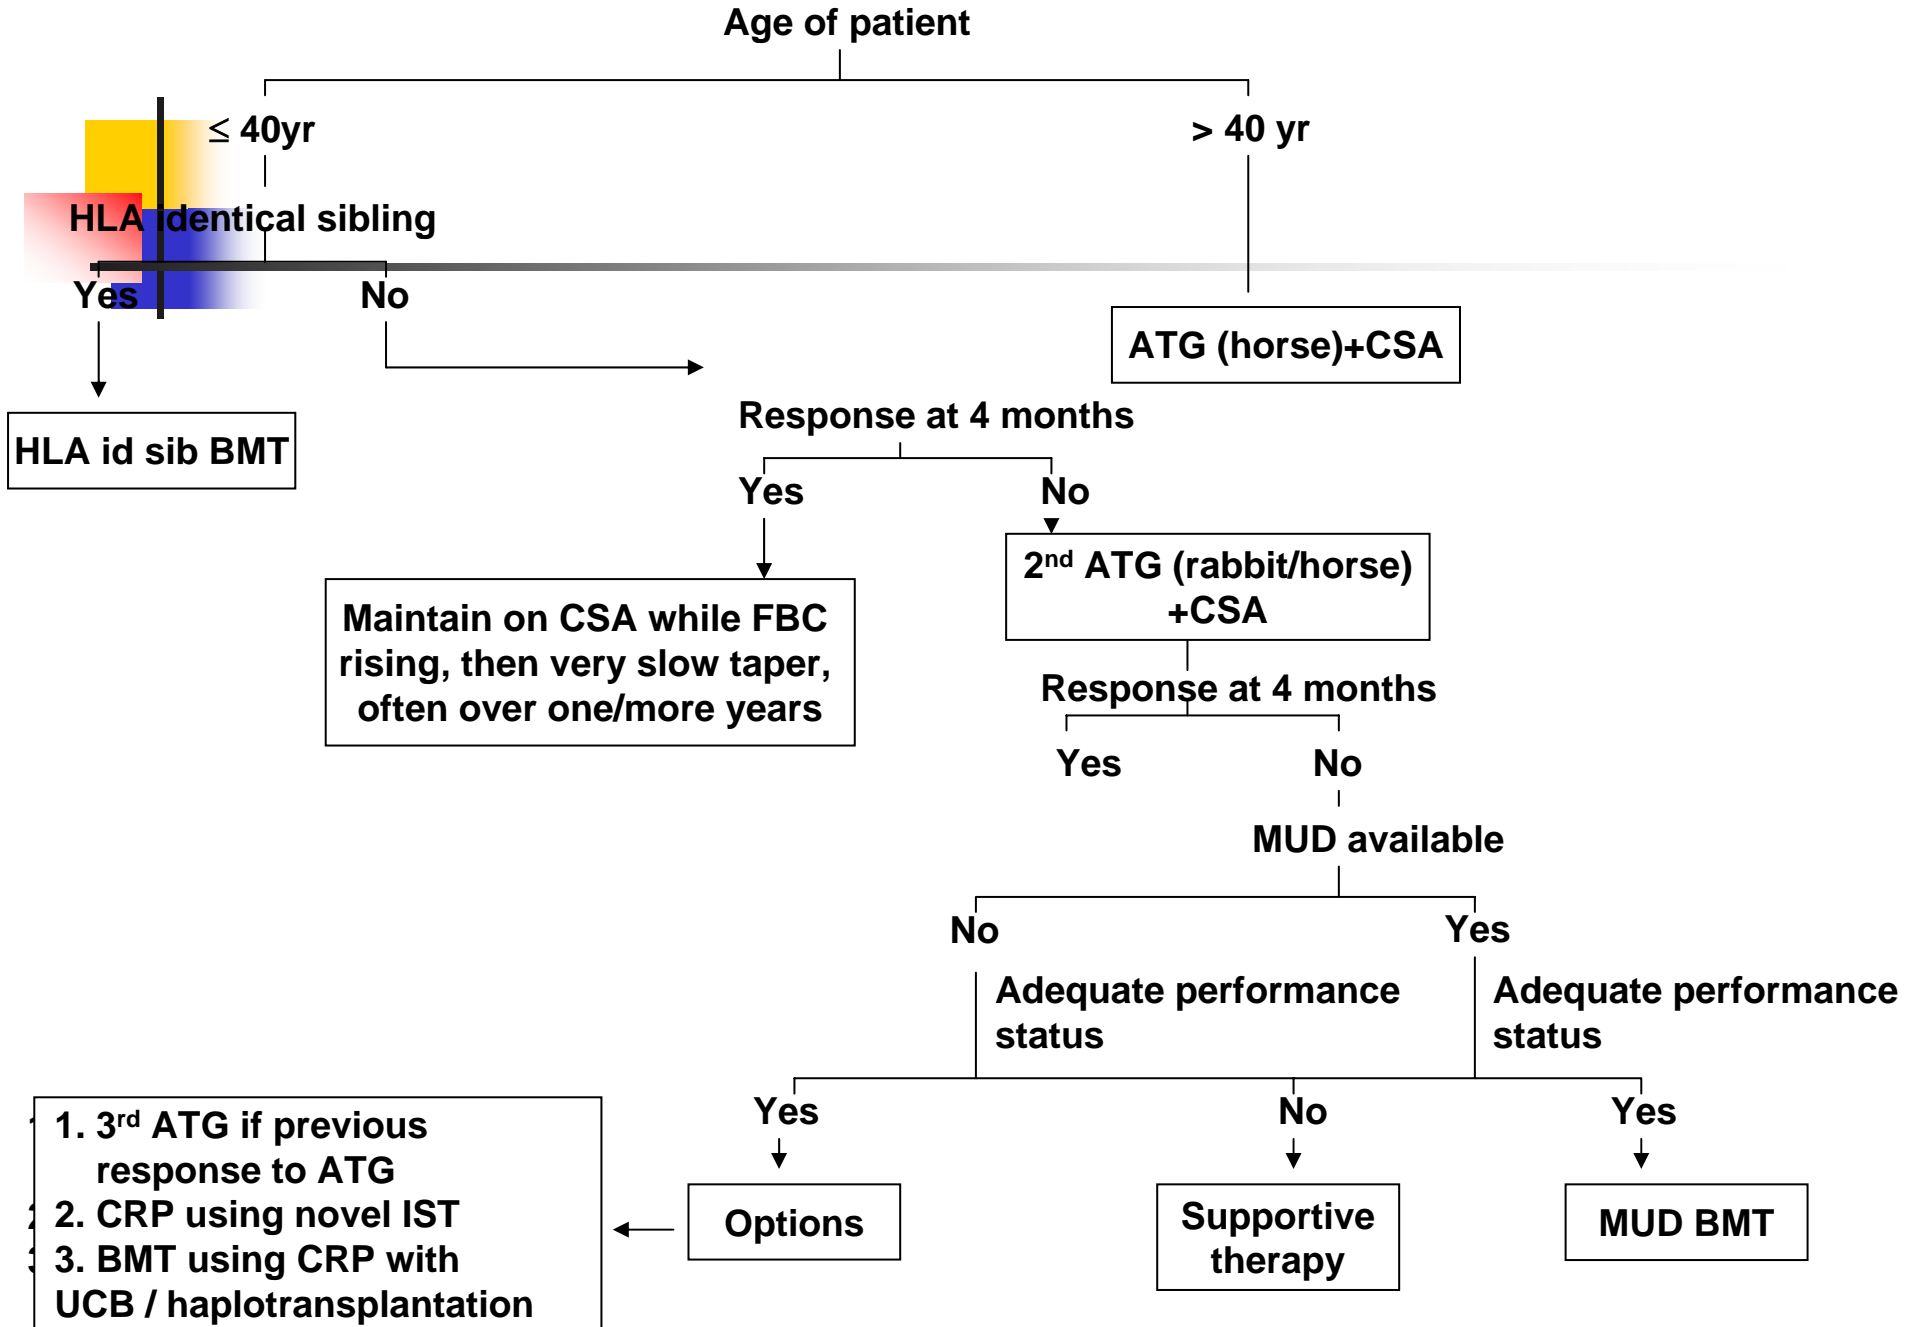 Age of patient
≤ 40yr
> 40 yr
HLA identical sibling
Yes
No
ATG (horse)+CSA
HLA id sib BMT
Response at 4 months
Yes
No
2nd ATG (rabbit/horse)
+CSA
Maintain on CSA while FBC
rising, then very slow taper,
often over one/more years
Response at 4 months
Yes
No
MUD available
No
Yes
Adequate performance
status
Adequate performance
status
Yes
No
Yes
1. 3rd ATG if previous
response to ATG
2. CRP using novel IST
3. BMT using CRP with
UCB / haplotransplantation
Options
Supportive
therapy
MUD BMT